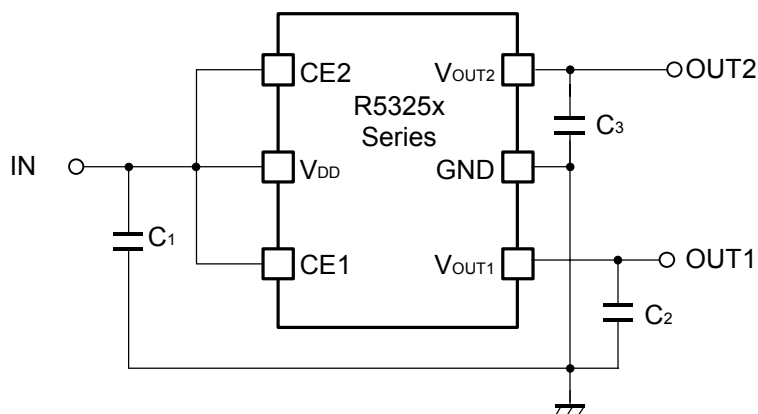 CE2
VOUT2
OUT2
R5325x
Series
C3
IN
VDD
GND
C1
CE1
VOUT1
OUT1
C2